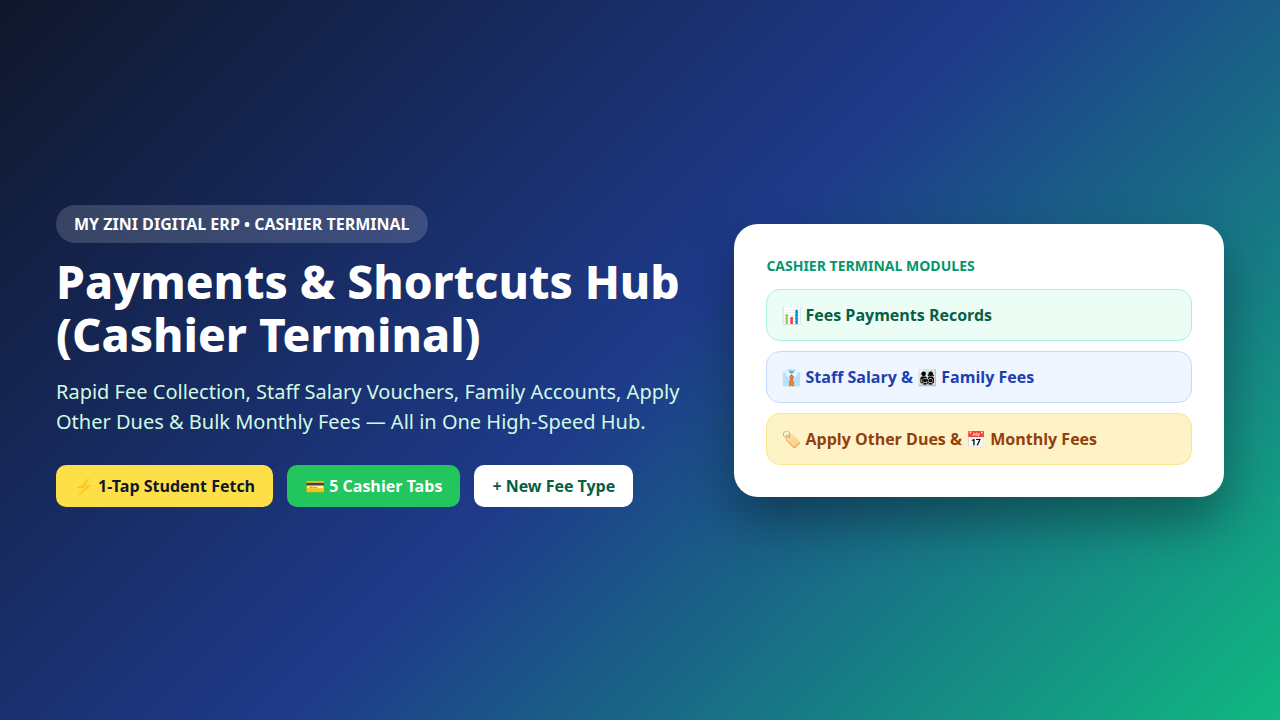 MY ZINI DIGITAL ERP • CASHIER TERMINAL
Payments & Shortcuts Hub
(Cashier Terminal)
Rapid Fee Collection, Staff Salary Vouchers, Family Accounts, Apply
Other Dues & Bulk Monthly Fees — All in One High-Speed Hub.
⚡ 1-Tap Student Fetch
💳 5 Cashier Tabs
+ New Fee Type
CASHIER TERMINAL MODULES
📊 Fees Payments Records
👔 Staff Salary & 👨‍👩‍👧‍👦 Family Fees
🏷️ Apply Other Dues & 📅 Monthly Fees